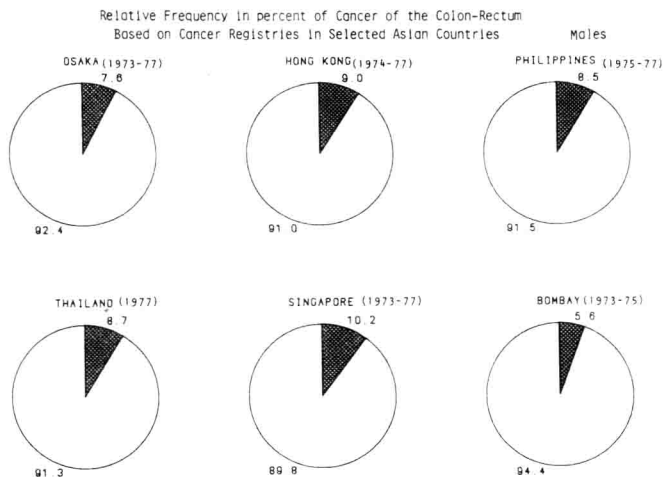 Relative Frequency in percent of Cancer of the Colon-Rectum
Based on Cancer Registries in Selected Asian Countries Males
OSAKA (1973-77)
7.6
92.4
HONG KONG (1974-77)
9.0
91.0
PHILIPPINES (1975-77)
8.5
91.5
THAILAND (1977)
8.7
91.3
SINGAPORE (1973-77)
10.2
89.8
BOMBAY (1973-75)
5.6
94.4